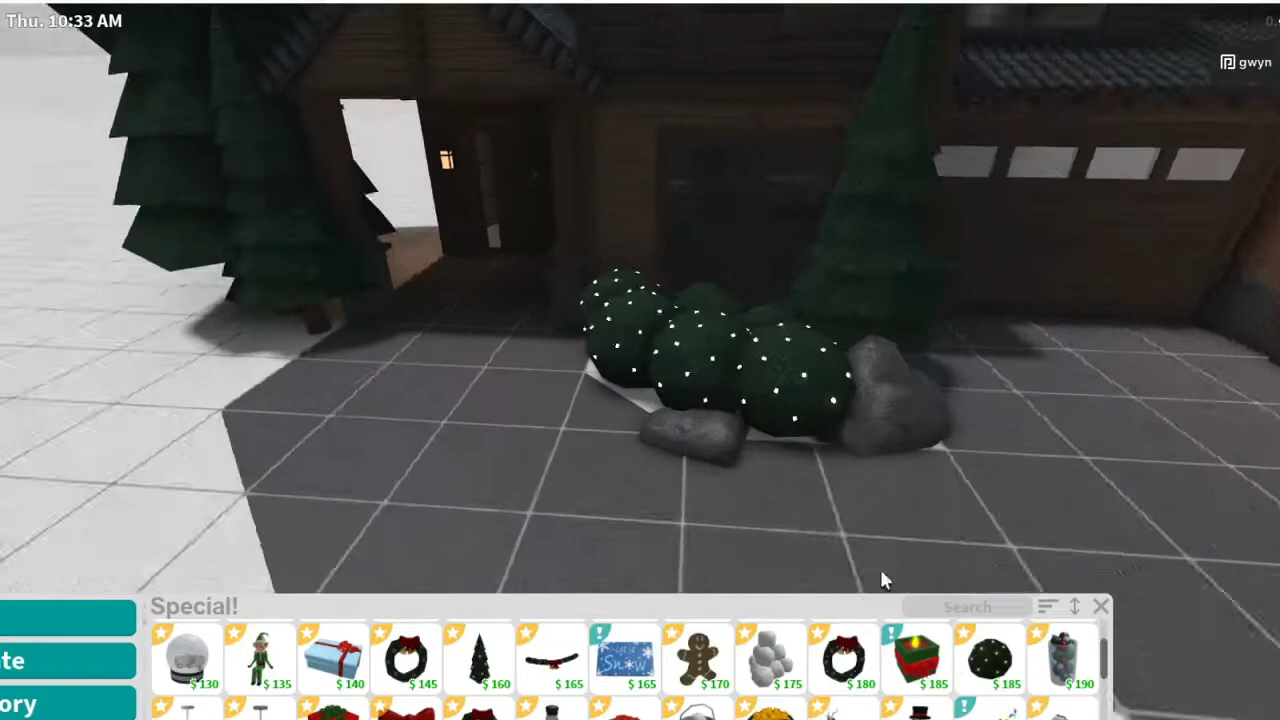 Thu. 10:33 AM
0.
gwyn
Special!
Search
te
ory
$ 130
$ 135
$ 140
$ 145
$ 160
$ 165
$ 165
$ 170
$ 175
$ 180
$ 185
$ 185
$ 190